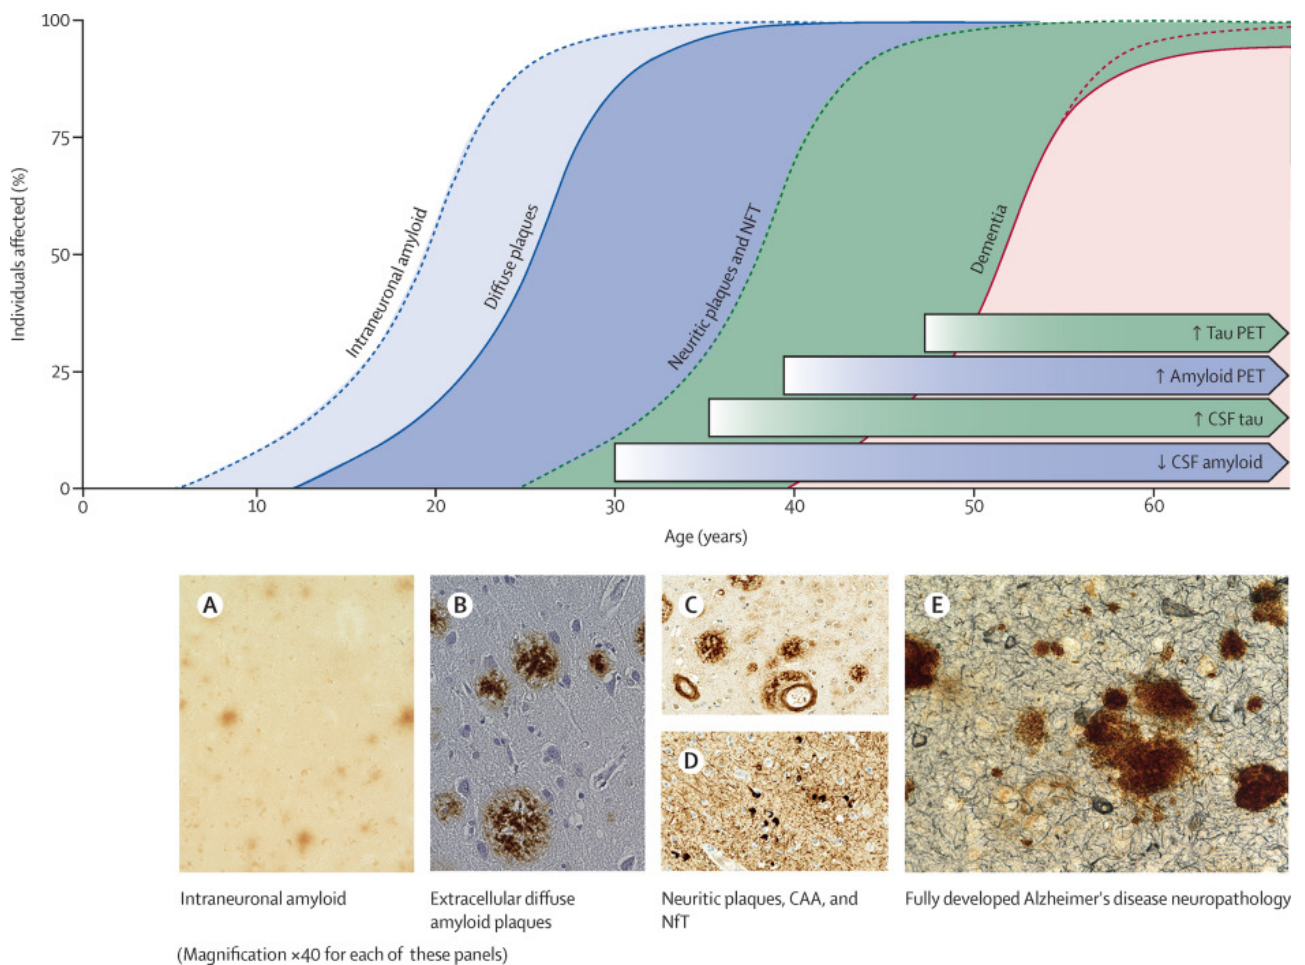 100
75
50
25
0
Individuals affected (%)
Intraneuronal amyloid
Diffuse plaques
Neuritic plaques and NFT
Dementia
↑ Tau PET
↑ Amyloid PET
↑ CSF tau
↓ CSF amyloid
0 10 20 30 40 50 60
Age (years)
A
B
C
D
E
Intraneuronal amyloid
Extracellular diffuse
amyloid plaques
Neuritic plaques, CAA, and
NfT
Fully developed Alzheimer's disease neuropathology
(Magnification ×40 for each of these panels)